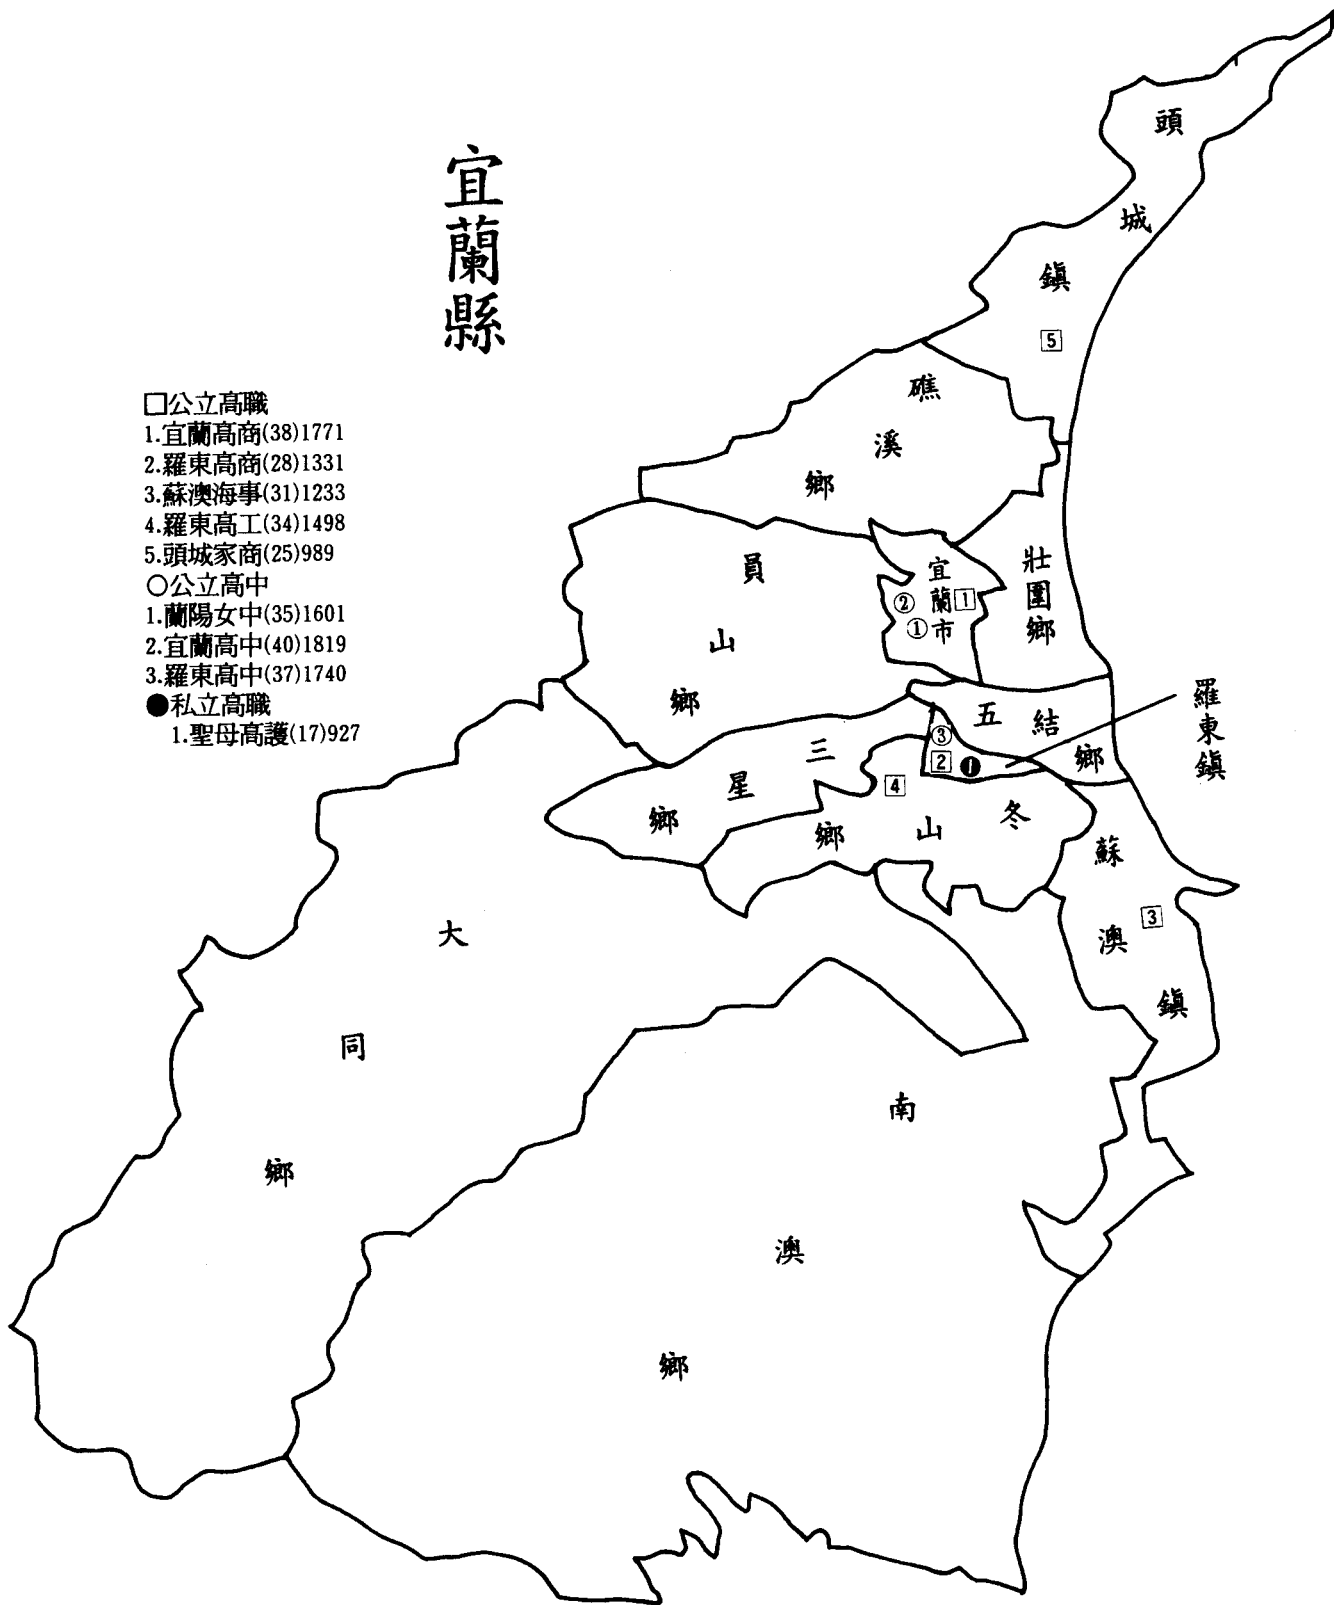 宜蘭縣
□公立高職
1.宜蘭高商(38)1771
2.羅東高商(28)1331
3.蘇澳海事(31)1233
4.羅東高工(34)1498
5.頭城家商(25)989
○公立高中
1.蘭陽女中(35)1601
2.宜蘭高中(40)1819
3.羅東高中(37)1740
●私立高職
1.聖母高護(17)927
頭城鎮
5
礁溪鄉
員山鄉
宜蘭市
②
①
1
壯圍鄉
五結鄉
羅東鎮
③
2
❶
三星鄉
4
冬山鄉
蘇澳鎮
3
大同鄉
南澳鄉